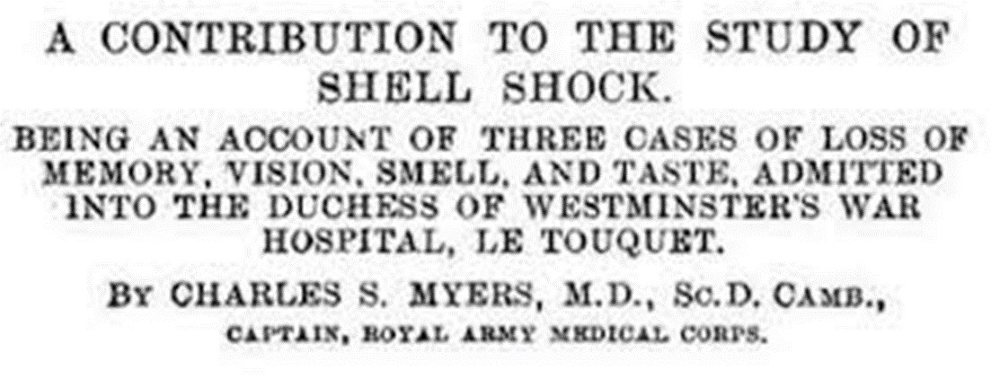 A CONTRIBUTION TO THE STUDY OF
SHELL SHOCK.
BEING AN ACCOUNT OF THREE CASES OF LOSS OF
MEMORY, VISION, SMELL, AND TASTE, ADMITTED
INTO THE DUCHESS OF WESTMINSTER'S WAR
HOSPITAL, LE TOUQUET.
BY CHARLES S. MYERS, M.D., SC.D. CAMB.,
CAPTAIN, ROYAL ARMY MEDICAL CORPS.